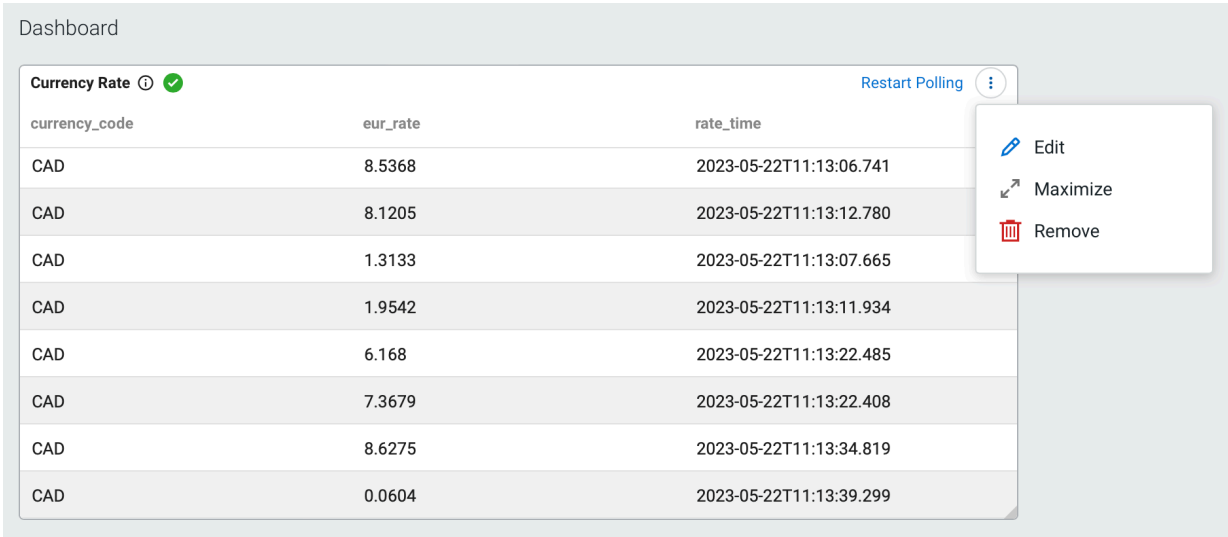 Dashboard
Currency Rate Restart Polling
currency_code eur_rate rate_time
CAD 8.5368 2023-05-22T11:13:06.741
CAD 8.1205 2023-05-22T11:13:12.780
CAD 1.3133 2023-05-22T11:13:07.665
CAD 1.9542 2023-05-22T11:13:11.934
CAD 6.168 2023-05-22T11:13:22.485
CAD 7.3679 2023-05-22T11:13:22.408
CAD 8.6275 2023-05-22T11:13:34.819
CAD 0.0604 2023-05-22T11:13:39.299
Edit
Maximize
Remove